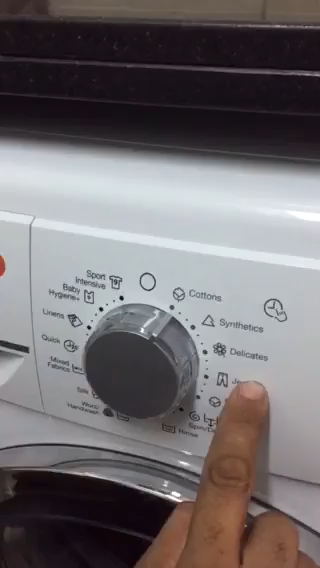 Sport
Intensive
Baby
Hygiene+
Linens
Quick
Mixed
Fabrics
Silk
Wool/
Handwash
Cottons
Synthetics
Delicates
Rinse